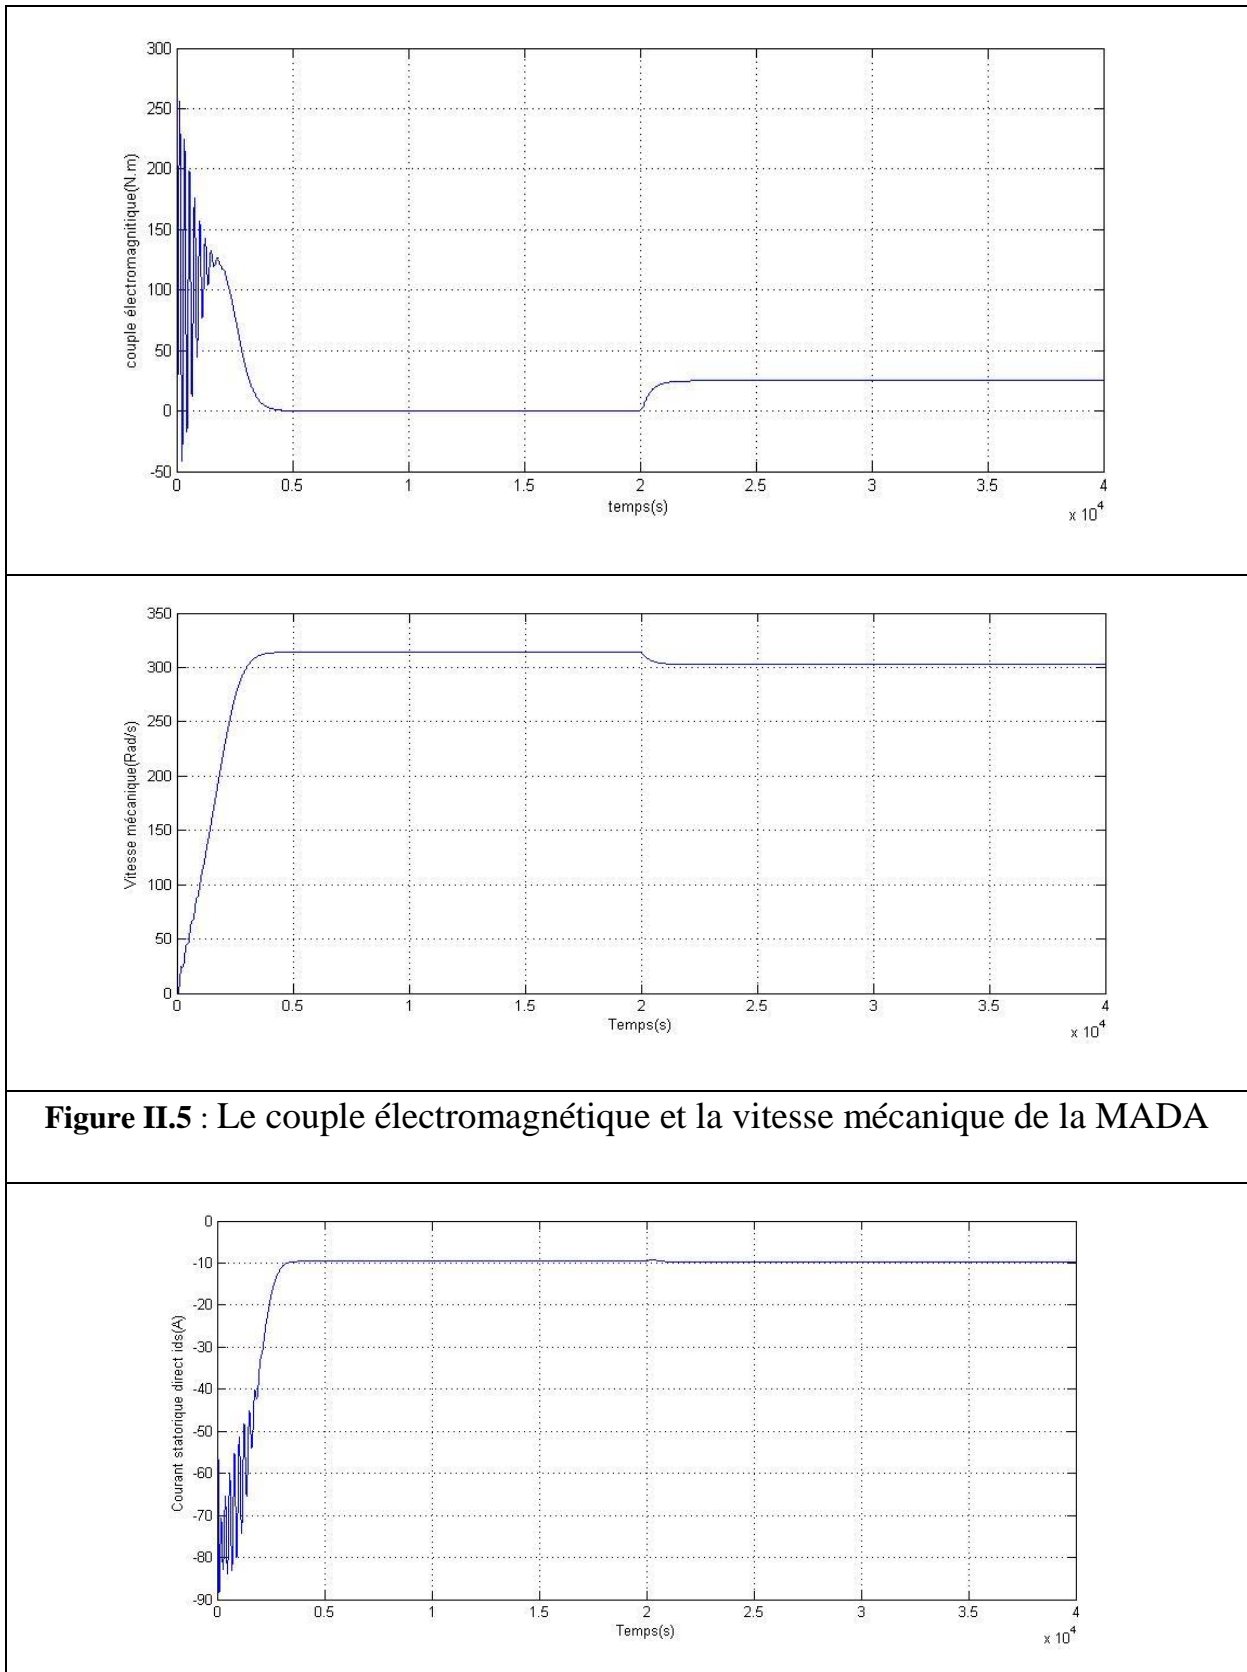 300
250
200
150
100
50
0
-50
couple électromagnitique(N.m)
0 0.5 1 1.5 2 2.5 3 3.5 4
temps(s)
x 10^4
350
300
250
200
150
100
50
0
Vitesse mécanique(Rad/s)
0 0.5 1 1.5 2 2.5 3 3.5 4
Temps(s)
x 10^4
Figure II.5 : Le couple électromagnétique et la vitesse mécanique de la MADA
0
-10
-20
-30
-40
-50
-60
-70
-80
-90
Courant statorique direct ids(A)
0 0.5 1 1.5 2 2.5 3 3.5 4
Temps(s)
x 10^4